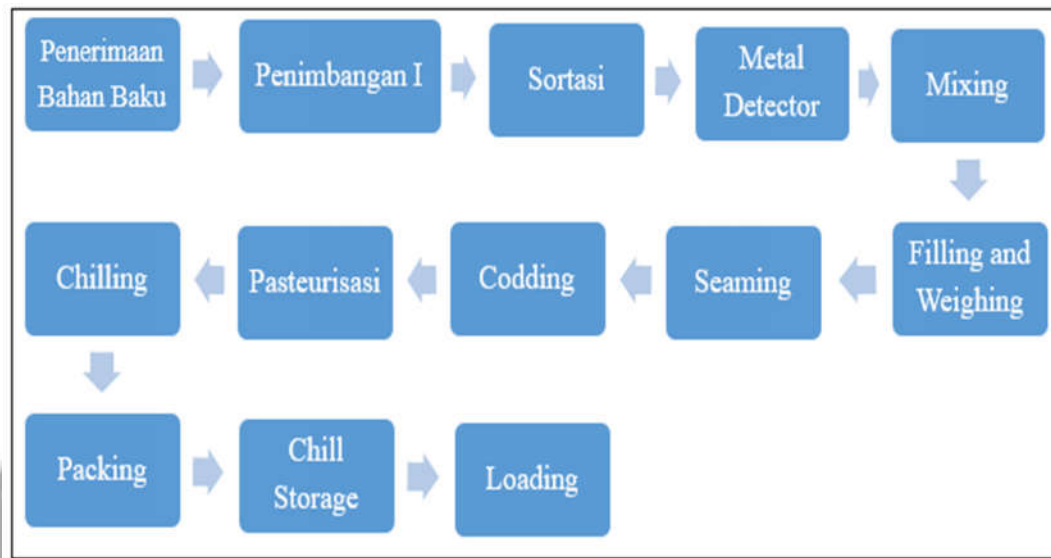 Penerimaan
Bahan Baku
Penimbangan I
Sortasi
Metal
Detector
Mixing
Filling and
Weighing
Seaming
Codding
Pasteurisasi
Chilling
Packing
Chill
Storage
Loading